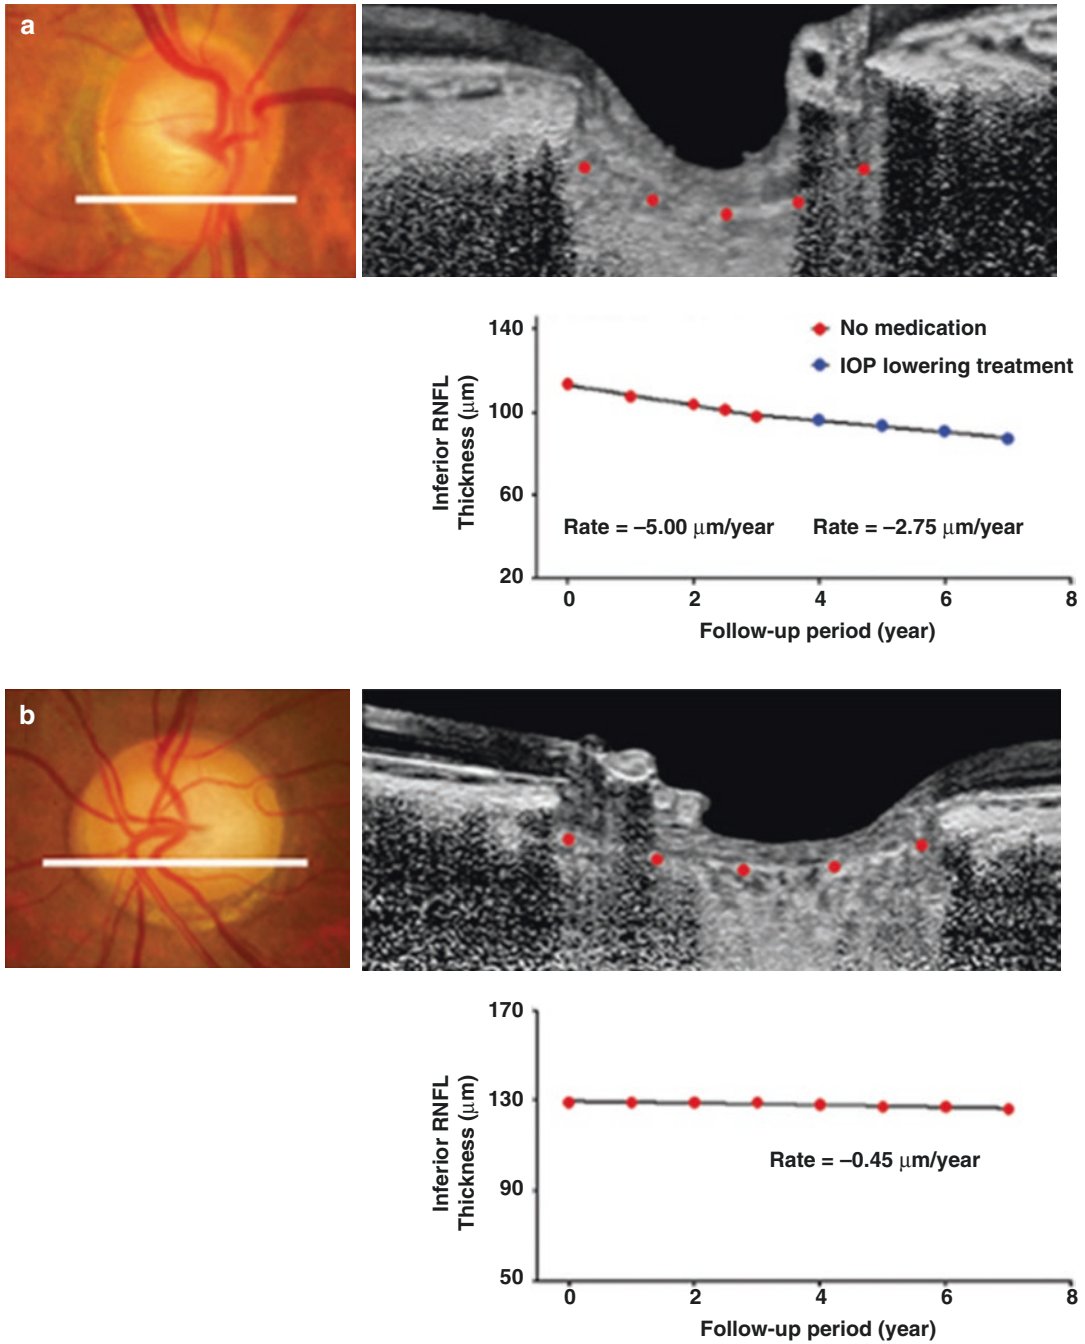 a
140
100
60
20
Inferior RNFL
Thickness (μm)
No medication
IOP lowering treatment
Rate = –5.00 μm/year
Rate = –2.75 μm/year
0 2 4 6 8
Follow-up period (year)
b
170
130
90
50
Inferior RNFL
Thickness (μm)
Rate = –0.45 μm/year
0 2 4 6 8
Follow-up period (year)